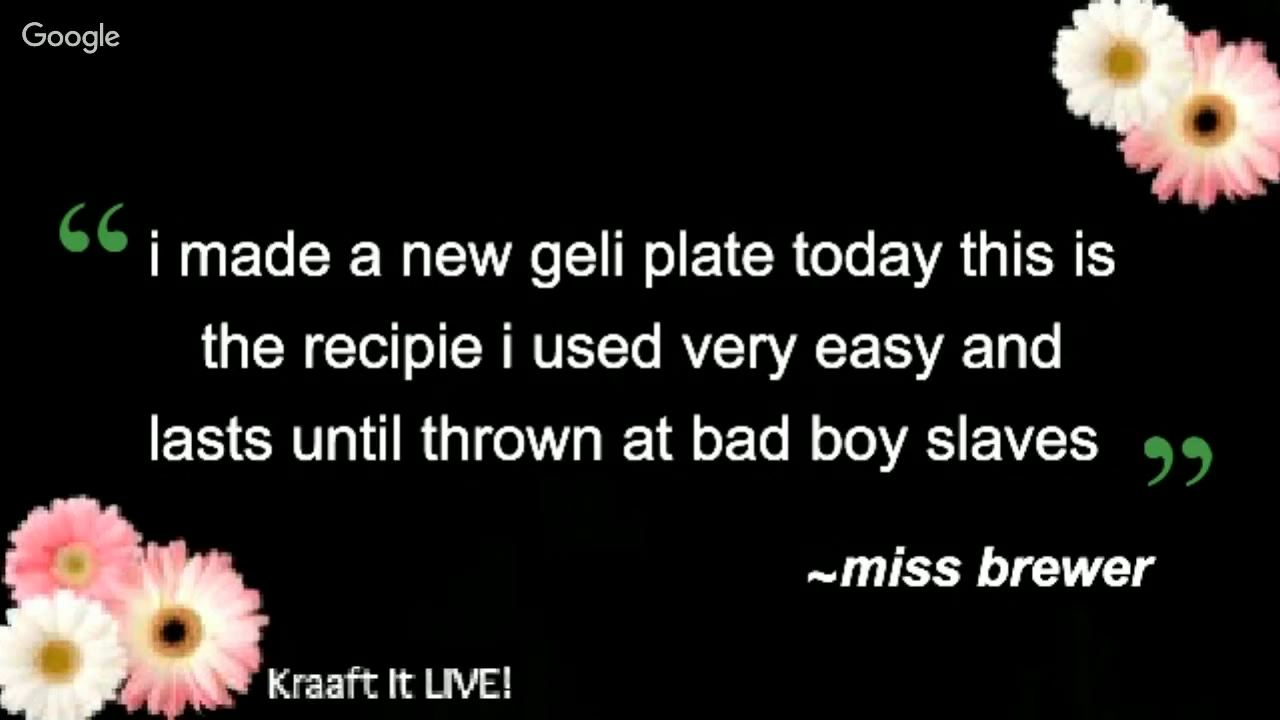 Google
“i made a new geli plate today this is
the recipie i used very easy and
lasts until thrown at bad boy slaves”
~miss brewer
Kraaft It LIVE!